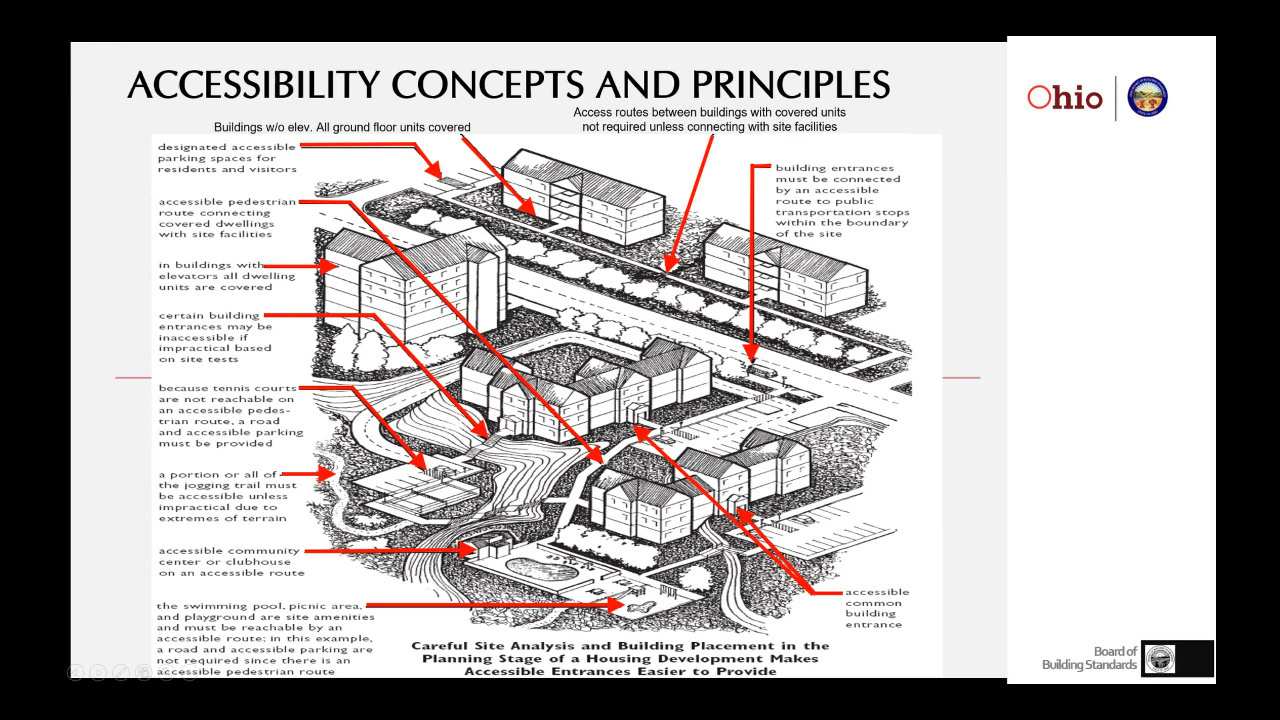 ACCESSIBILITY CONCEPTS AND PRINCIPLES
Access routes between buildings with covered units
not required unless connecting with site facilities
Buildings w/o elev. All ground floor units covered
designated accessible
parking spaces for
residents and visitors
accessible pedestrian
route connecting
covered dwellings
with site facilities
in buildings with
elevators all dwelling
units are covered
certain building
entrances may be
inaccessible if
impractical based
on site tests
because tennis courts
are not reachable on
an accessible pedes-
trian route, a road
and accessible parking
must be provided
a portion or all of
the jogging trail must
be accessible unless
impractical due to
extremes of terrain
accessible community
center or clubhouse
on an accessible route
the swimming pool, picnic area,
and playground are site amenities
and must be reachable by an
accessible route; in this example,
a road and accessible parking are
not required since there is an
accessible pedestrian route
building entrances
must be connected
by an accessible
route to public
transportation stops
within the boundary
of the site
accessible
common
building
entrance
Careful Site Analysis and Building Placement in the
Planning Stage of a Housing Development Makes
Accessible Entrances Easier to Provide
Ohio
Board of
Building Standards